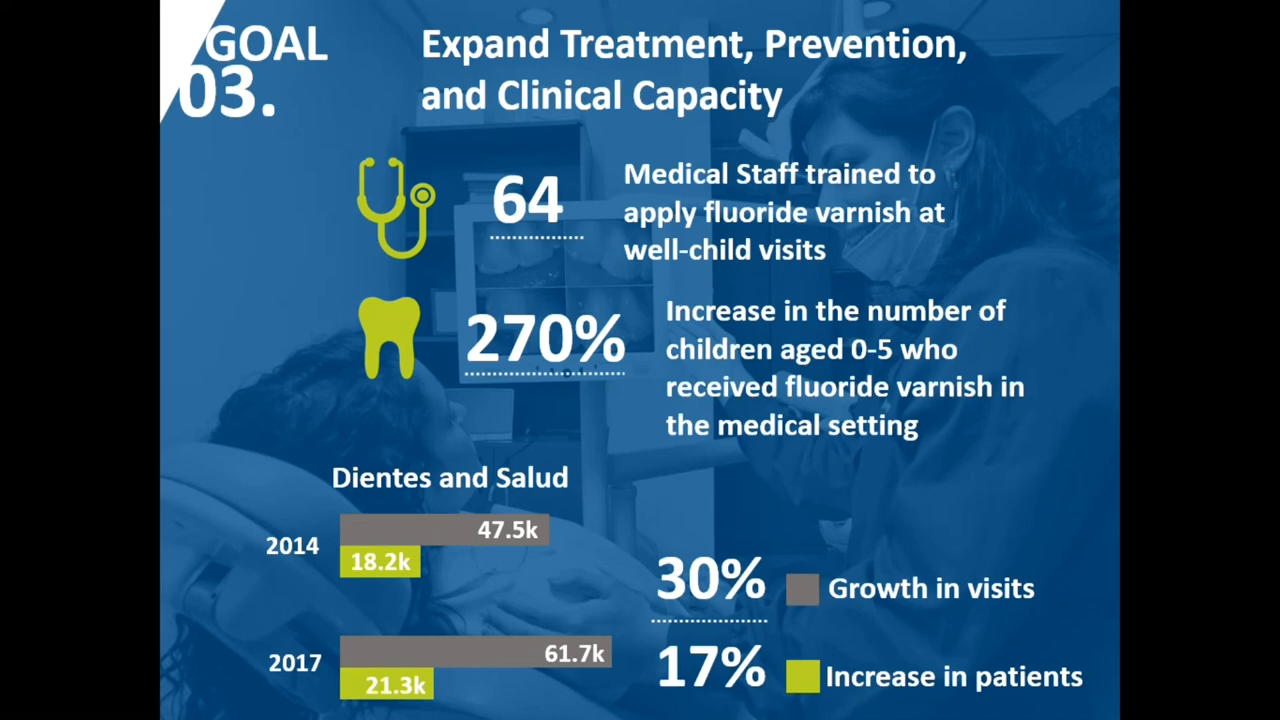 GOAL
03.
Expand Treatment, Prevention,
and Clinical Capacity
64
Medical Staff trained to
apply fluoride varnish at
well-child visits
270%
Increase in the number of
children aged 0-5 who
received fluoride varnish in
the medical setting
Dientes and Salud
2014
47.5k
18.2k
2017
61.7k
21.3k
30%
Growth in visits
17%
Increase in patients